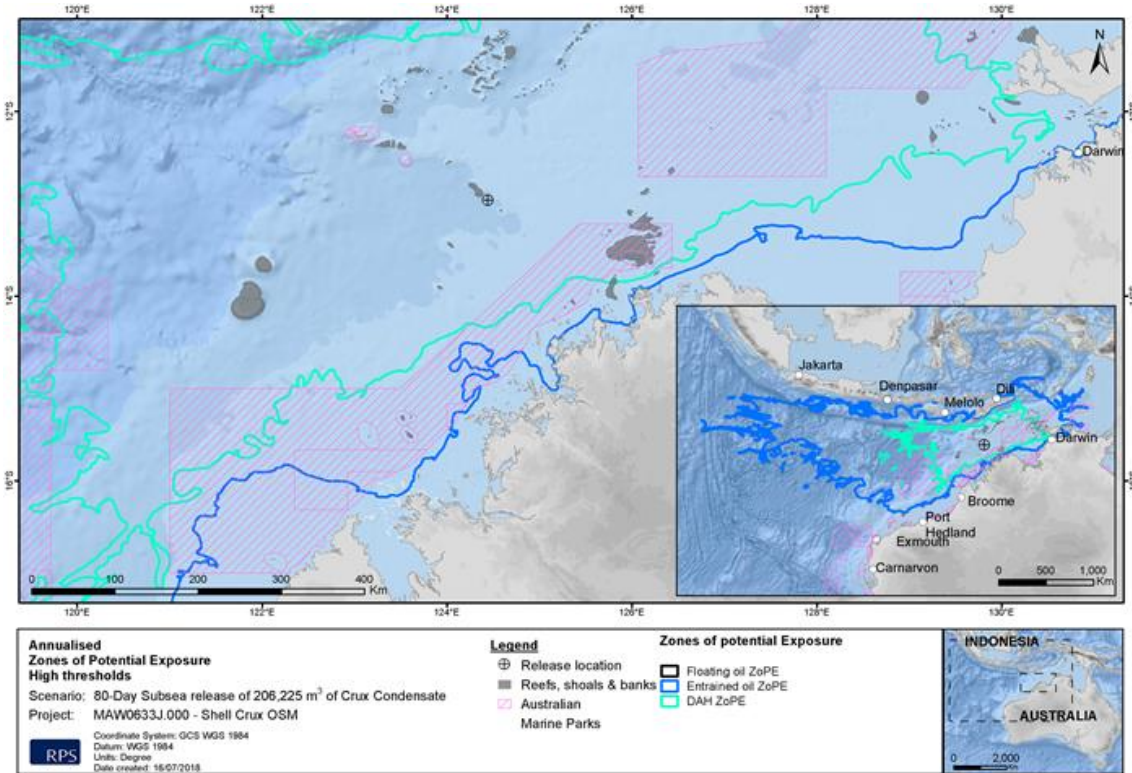 120°E 122°E 124°E 126°E 128°E 130°E
N
12°S 12°S
Darwin
14°S 14°S
Jakarta
Denpasar
Dili
Melolo
Darwin
16°S 16°S
Broome
Port
Hedland
Exmouth
Carnarvon
0 100 200 300 400
Km
0 500 1,000
Km
120°E 122°E 124°E 126°E 128°E 130°E
Annualised
Zones of Potential Exposure
High thresholds
Scenario: 80-Day Subsea release of 206,225 m³ of Crux Condensate
Project: MAW0633J.000 - Shell Crux OSM
RPS
Coordinate System: GCS WGS 1984
Datum: WGS 1984
Units: Degree
Date created: 16/07/2018
Legend
Release location
Reefs, shoals & banks
Australian
Marine Parks
Zones of potential Exposure
Floating oil ZoPE
Entrained oil ZoPE
DAH ZoPE
INDONESIA
AUSTRALIA
0 2,000
Km